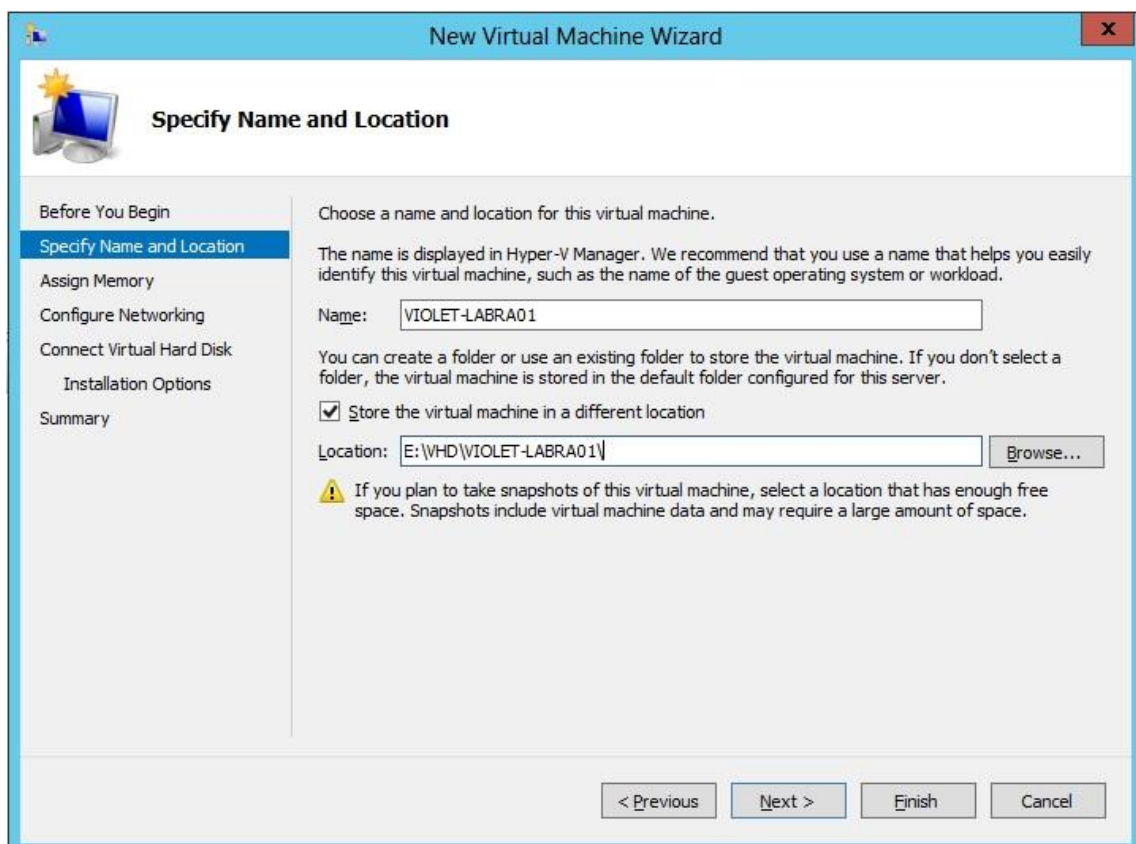 New Virtual Machine Wizard
x
Specify Name and Location
Before You Begin
Specify Name and Location
Assign Memory
Configure Networking
Connect Virtual Hard Disk
Installation Options
Summary
Choose a name and location for this virtual machine.
The name is displayed in Hyper-V Manager. We recommend that you use a name that helps you easily
identify this virtual machine, such as the name of the guest operating system or workload.
Name: VIOLET-LABRA01
You can create a folder or use an existing folder to store the virtual machine. If you don't select a
folder, the virtual machine is stored in the default folder configured for this server.
Store the virtual machine in a different location
Location: E:\VHD\VIOLET-LABRA01\ Browse...
If you plan to take snapshots of this virtual machine, select a location that has enough free
space. Snapshots include virtual machine data and may require a large amount of space.
< Previous Next > Finish Cancel